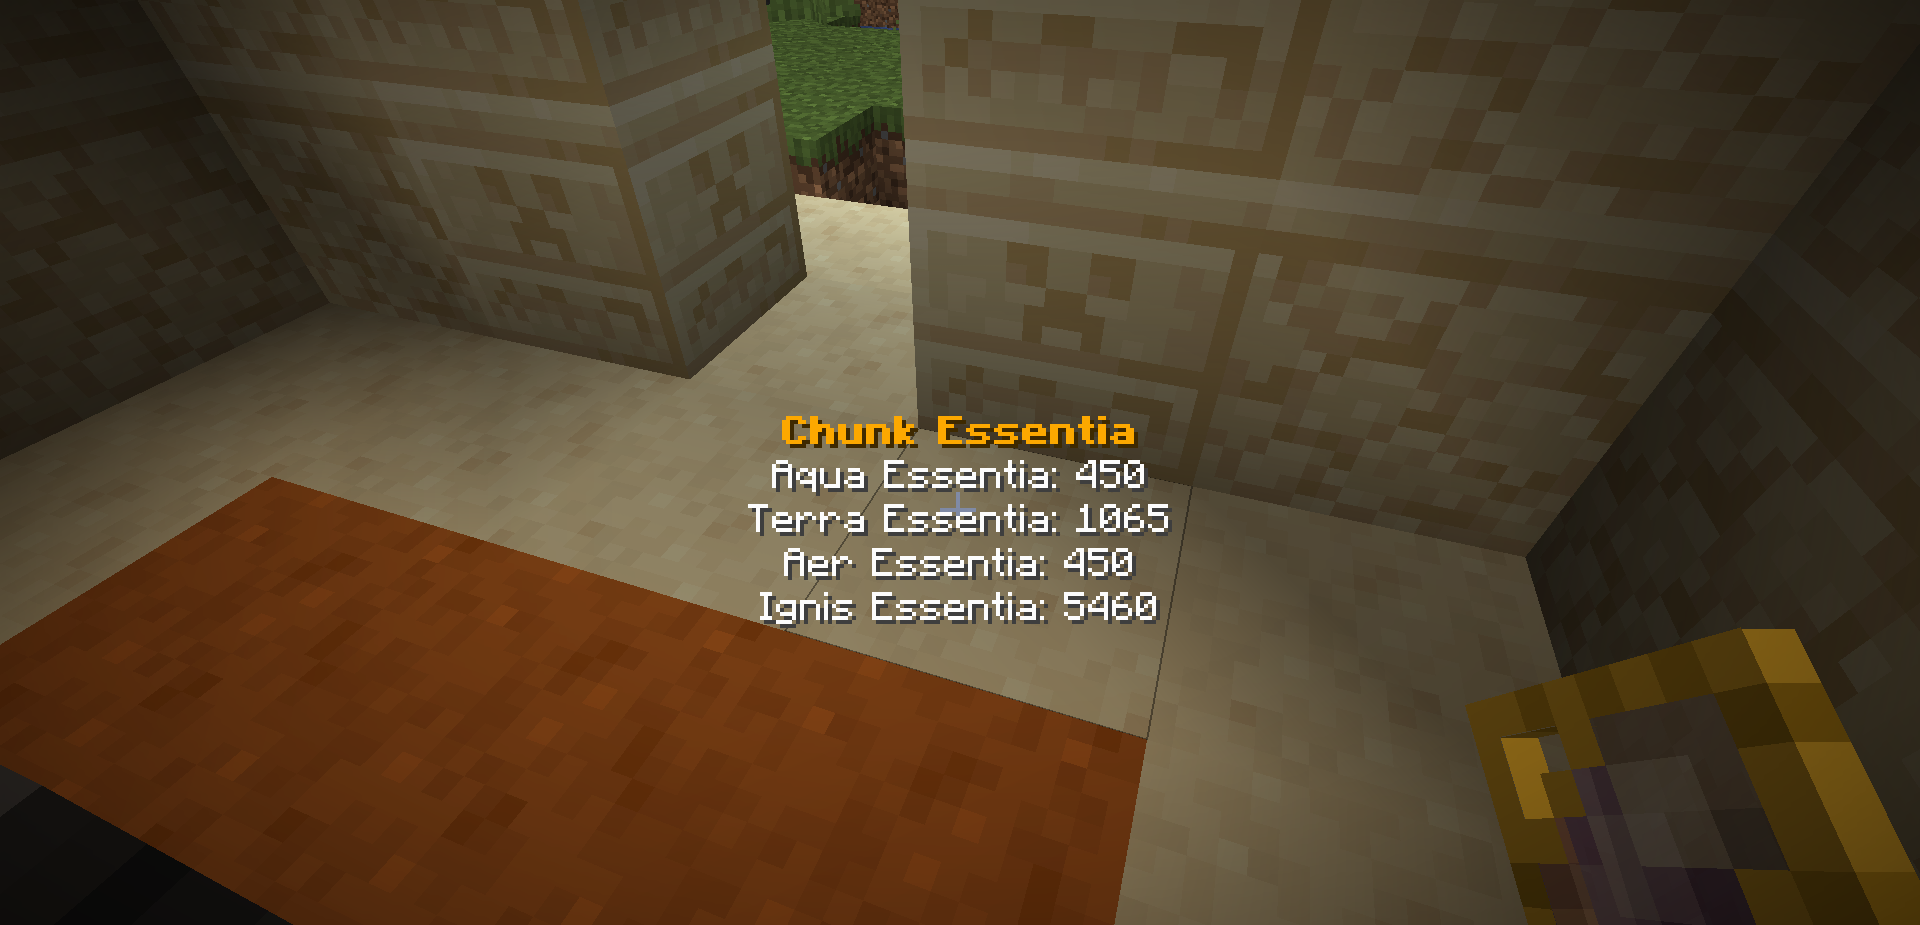 Chunk Essentia
Aqua Essentia: 450
Terra Essentia: 1065
Aer Essentia: 450
Ignis Essentia: 5460